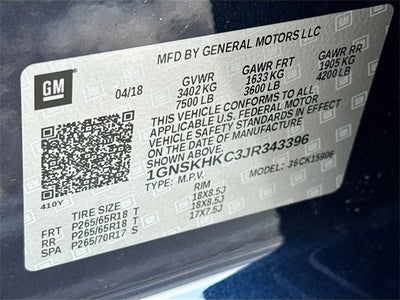 MFD BY GENERAL MOTORS LLC
GM
04/18 GVWR GAWR FRT GAWR RR
3402 KG 1633 KG 1905 KG
7500 LB 3600 LB 4200 LB
THIS VEHICLE CONFORMS TO ALL APPLICABLE U.S. FEDERAL MOTOR
VEHICLE SAFETY STANDARDS IN EFFECT ON THE
DATE OF MANUFACTURE SHOWN ABOVE.
1GNSKHKC3JR343396
TYPE: M.P.V. MODEL: 36CK15906
410Y
TIRE SIZE RIM
FRT P265/65R18 T 18X8.5J
RR P265/65R18 T 18X8.5J
SPA P265/70R17 S 17X7.5J